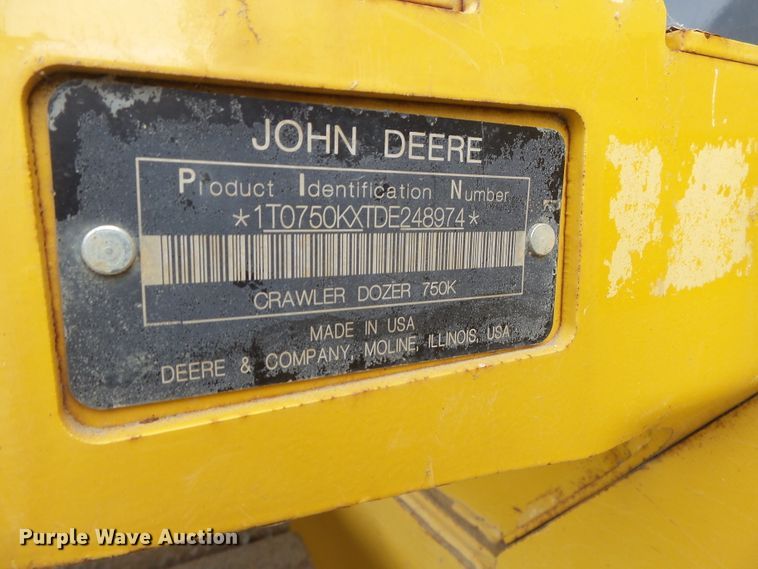 JOHN DEERE
Product Identification Number
*1T0750KXTDE248974*
CRAWLER DOZER 750K
MADE IN USA
DEERE & COMPANY, MOLINE, ILLINOIS, USA
Purple Wave Auction